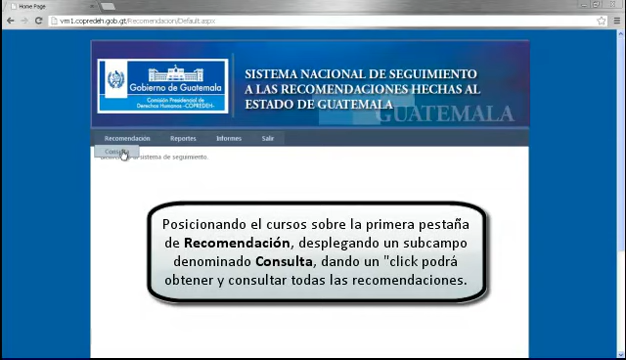 Home Page
vm1.copredeh.gob.gt/Recomendacion/Default.aspx
Gobierno de Guatemala
Comisión Presidencial de
Derechos Humanos -COPREDEH-
SISTEMA NACIONAL DE SEGUIMIENTO
A LAS RECOMENDACIONES HECHAS AL
ESTADO DE GUATEMALA
GUATEMALA
Recomendación Reportes Informes Salir
Consulta
sistema de seguimiento.
Posicionando el cursos sobre la primera pestaña
de Recomendación, desplegando un subcampo
denominado Consulta, dando un "click podrá
obtener y consultar todas las recomendaciones.